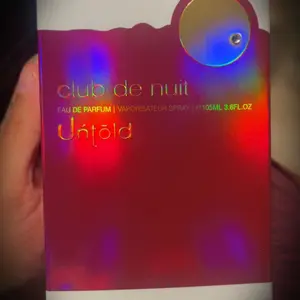 club de nuit
EAU DE PARFUM | VAPORISATEUR SPRAY | 105ML 3.6FL.OZ
Untold